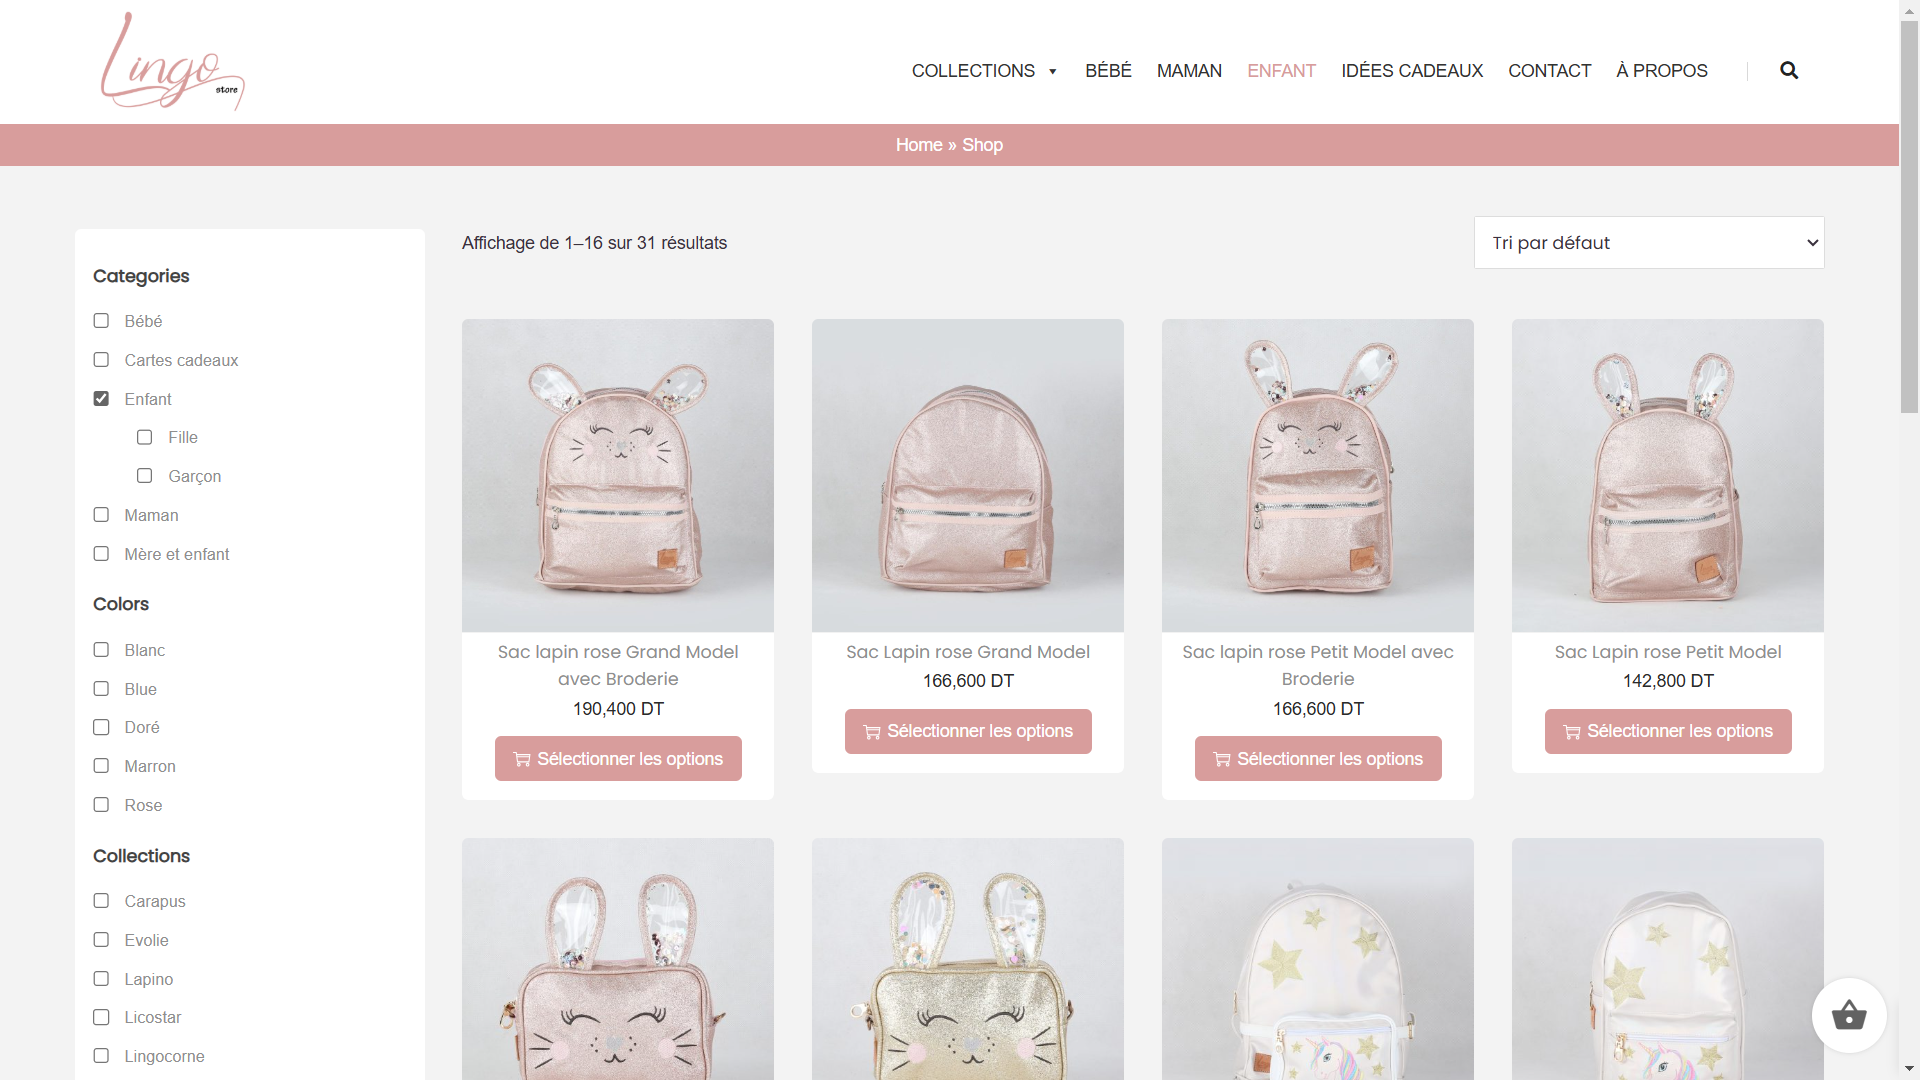 Lingo
store
COLLECTIONS
BÉBÉ
MAMAN
ENFANT
IDÉES CADEAUX
CONTACT
À PROPOS
Home » Shop
Categories
Bébé
Cartes cadeaux
Enfant
Fille
Garçon
Maman
Mère et enfant
Colors
Blanc
Blue
Doré
Marron
Rose
Collections
Carapus
Evolie
Lapino
Licostar
Lingocorne
Affichage de 1–16 sur 31 résultats
Tri par défaut
Sac lapin rose Grand Model
avec Broderie
190,400 DT
Sélectionner les options
Sac Lapin rose Grand Model
166,600 DT
Sélectionner les options
Sac lapin rose Petit Model avec
Broderie
166,600 DT
Sélectionner les options
Sac Lapin rose Petit Model
142,800 DT
Sélectionner les options